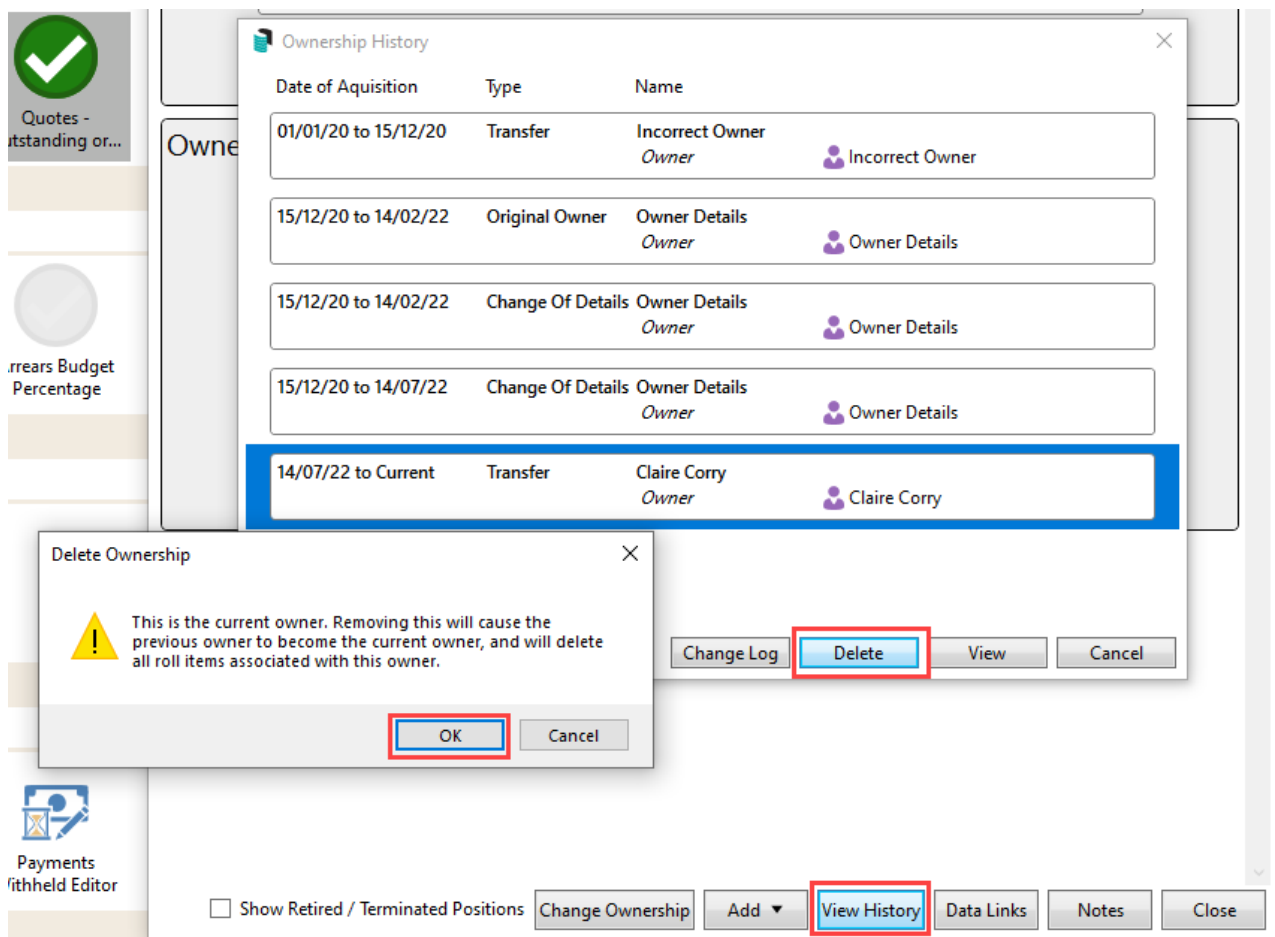 Ownership History
Date of Aquisition Type Name
01/01/20 to 15/12/20 Transfer Incorrect Owner
Owner Incorrect Owner
15/12/20 to 14/02/22 Original Owner Owner Details
Owner Owner Details
15/12/20 to 14/02/22 Change Of Details Owner Details
Owner Owner Details
15/12/20 to 14/07/22 Change Of Details Owner Details
Owner Owner Details
14/07/22 to Current Transfer Claire Corry
Owner Claire Corry
Change Log Delete View Cancel
Delete Ownership
This is the current owner. Removing this will cause the
previous owner to become the current owner, and will delete
all roll items associated with this owner.
OK Cancel
Quotes -
utstanding or...
Owne
rrears Budget
Percentage
Payments
ithheld Editor
Show Retired / Terminated Positions Change Ownership Add View History Data Links Notes Close